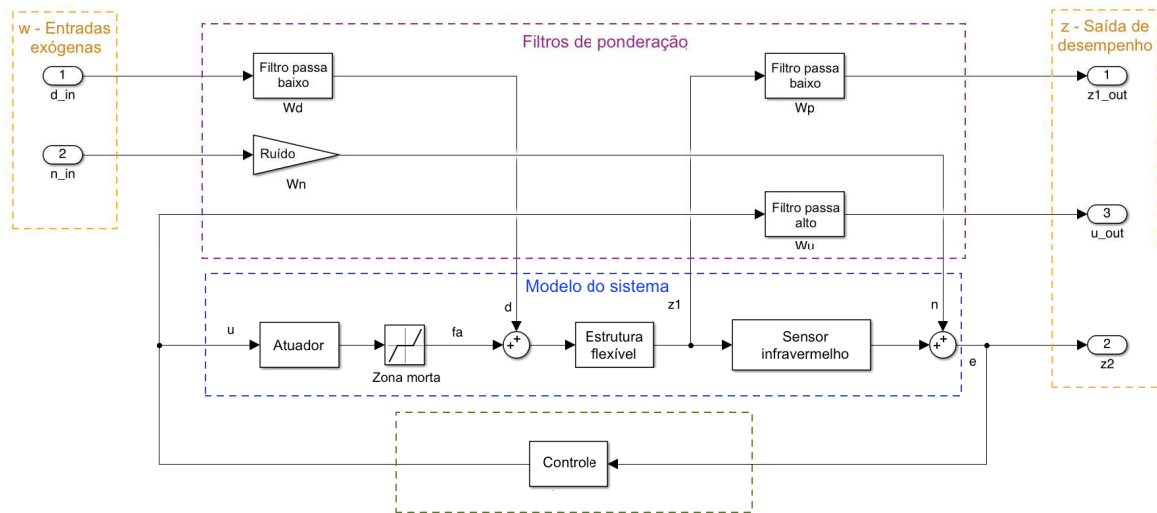 w - Entradas
exógenas
1
d_in
2
n_in
Filtros de ponderação
Filtro passa
baixo
Wd
Ruído
Wn
Filtro passa
baixo
Wp
Filtro passa
alto
Wu
z - Saída de
desempenho
1
z1_out
3
u_out
2
z2
Modelo do sistema
u
Atuador
Zona morta
fa
d
+
+
Estrutura
flexível
z1
Sensor
infravermelho
n
+
+
e
Controle